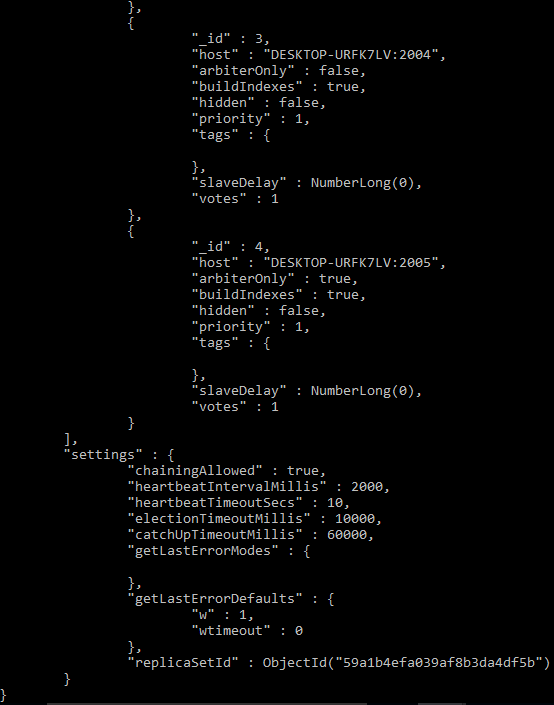 },
{
"_id" : 3,
"host" : "DESKTOP-URFK7LV:2004",
"arbiterOnly" : false,
"buildIndexes" : true,
"hidden" : false,
"priority" : 1,
"tags" : {
},
"slaveDelay" : NumberLong(0),
"votes" : 1
},
{
"_id" : 4,
"host" : "DESKTOP-URFK7LV:2005",
"arbiterOnly" : true,
"buildIndexes" : true,
"hidden" : false,
"priority" : 1,
"tags" : {
},
"slaveDelay" : NumberLong(0),
"votes" : 1
}
],
"settings" : {
"chainingAllowed" : true,
"heartbeatIntervalMillis" : 2000,
"heartbeatTimeoutSecs" : 10,
"electionTimeoutMillis" : 10000,
"catchUpTimeoutMillis" : 60000,
"getLastErrorModes" : {
},
"getLastErrorDefaults" : {
"w" : 1,
"wtimeout" : 0
},
"replicaSetId" : ObjectId("59a1b4efa039af8b3da4df5b")
}
}